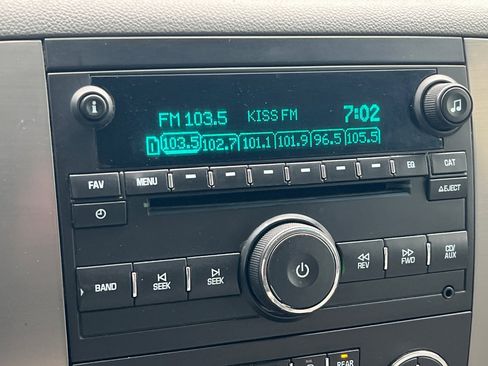 FM 103.5 KISS FM 7:02
1 103.5 102.7 101.1 101.9 96.5 105.5
FAV MENU EQ CAT
EJECT
BAND SEEK SEEK REV FWD CD/AUX
REAR